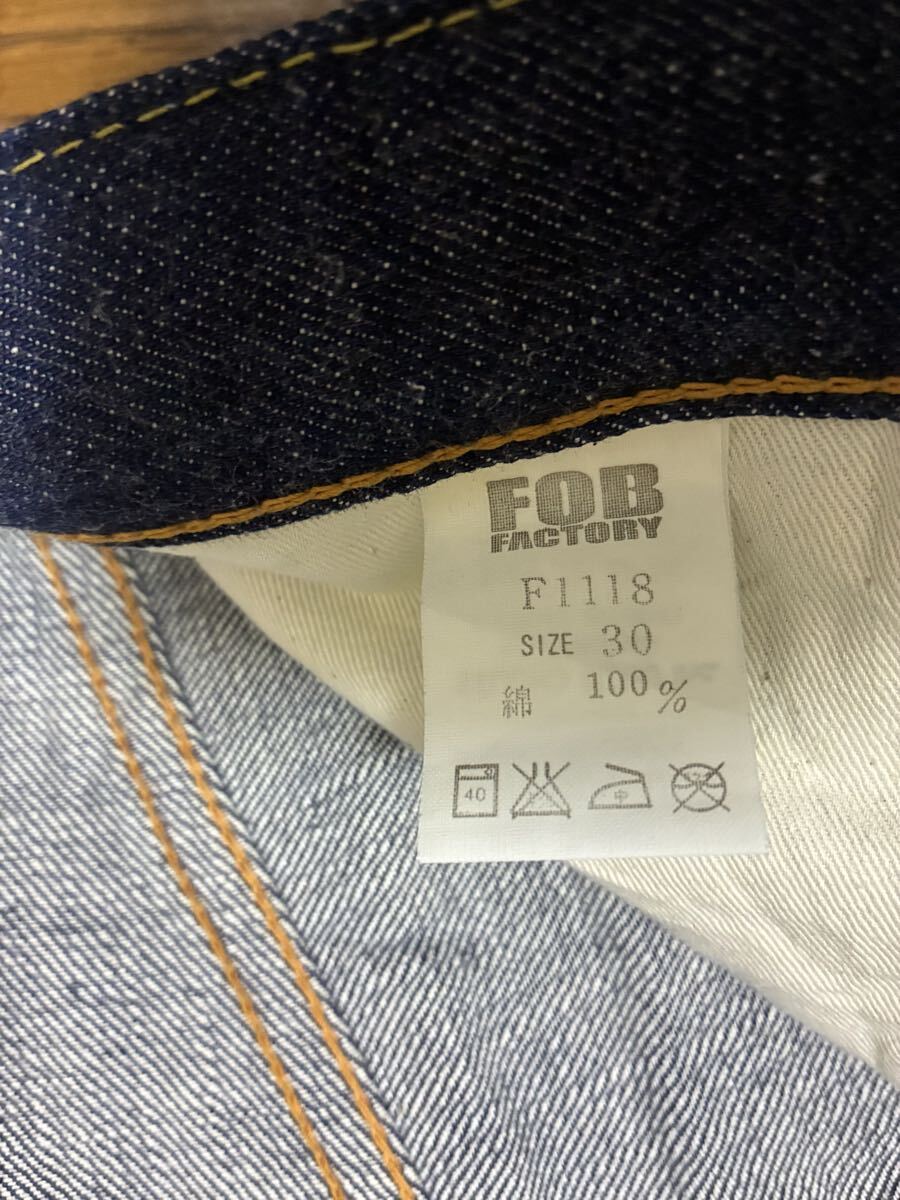 FOB
FACTORY
F1118
SIZE 30
綿 100%
40 中